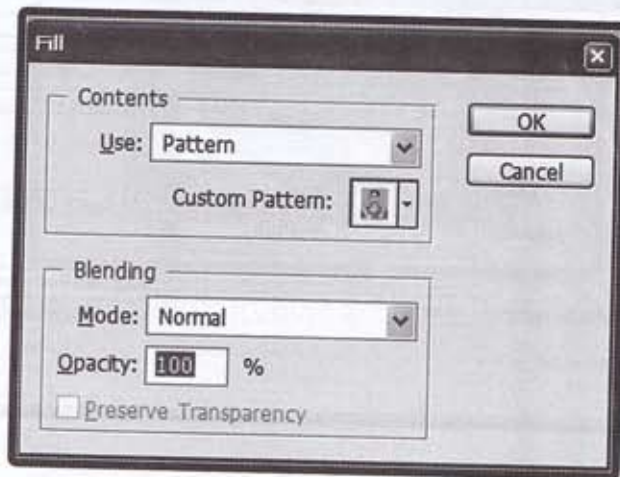 Fill
Contents
Use: Pattern
Custom Pattern:
OK
Cancel
Blending
Mode: Normal
Opacity: 100 %
Preserve Transparency